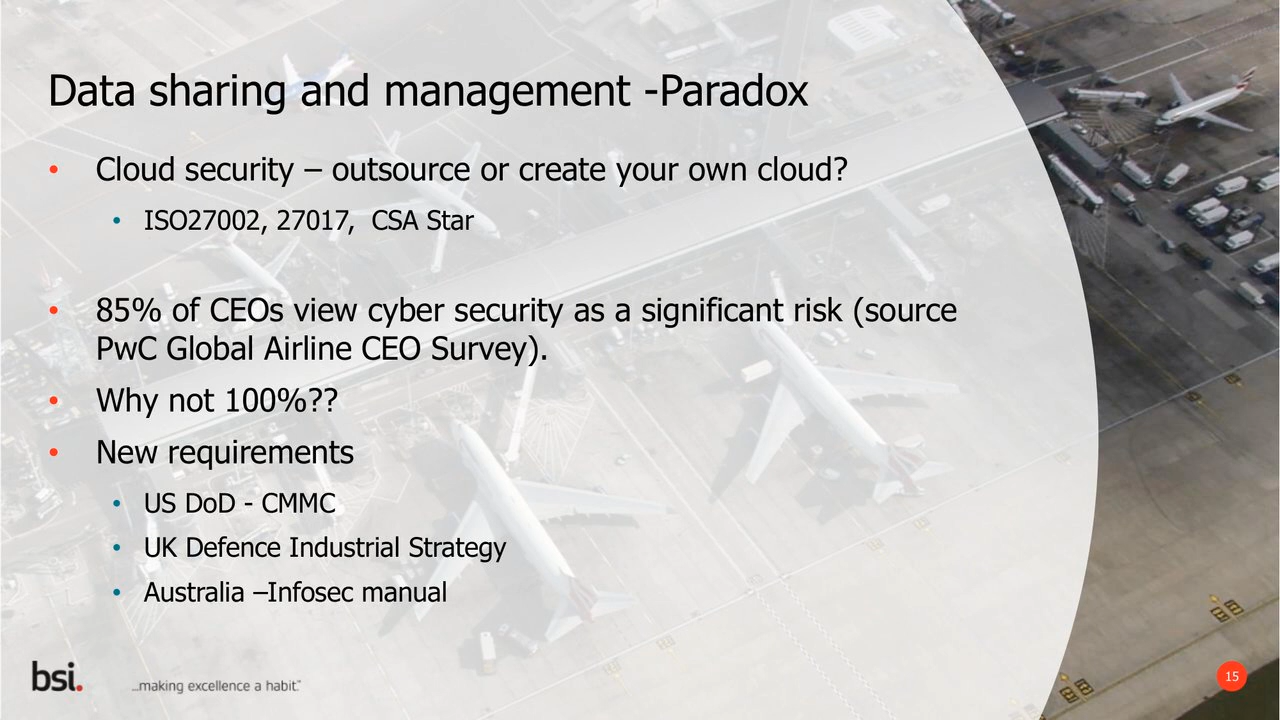 Data sharing and management -Paradox
• Cloud security – outsource or create your own cloud?
• ISO27002, 27017, CSA Star
• 85% of CEOs view cyber security as a significant risk (source
PwC Global Airline CEO Survey).
• Why not 100%??
• New requirements
• US DoD - CMMC
• UK Defence Industrial Strategy
• Australia –Infosec manual
bsi.
...making excellence a habit.™
15